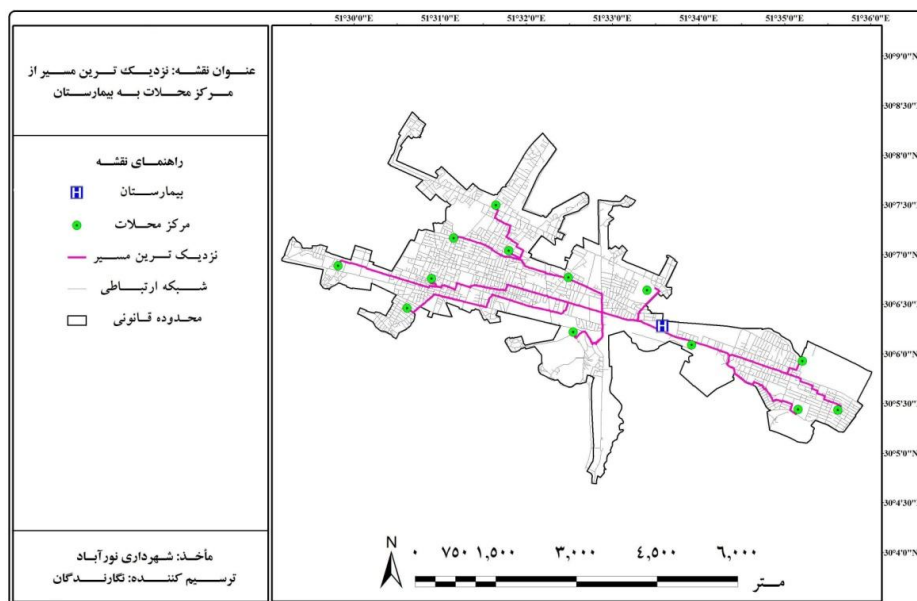 عنوان نقشه: نزدیک ترین مسیر از
مرکز محلات به بیمارستان
راهنمای نقشه
H بیمارستان
مرکز محلات
نزدیک ترین مسیر
شبکه ارتباطی
محدوده قانونی
مأخذ: شهرداری نورآباد
ترسیم کننده: نگارندگان
51°30'0"E 51°31'0"E 51°32'0"E 51°33'0"E 51°34'0"E 51°35'0"E 51°36'0"E
30°9'0"N
30°8'30"N
30°8'0"N
30°7'30"N
30°7'0"N
30°6'30"N
30°6'0"N
30°5'30"N
30°5'0"N
30°4'30"N
30°4'0"N
H
N
۰ ۷۵۰ ۱,۵۰۰ ۳,۰۰۰ ۴,۵۰۰ ۶,۰۰۰
متر